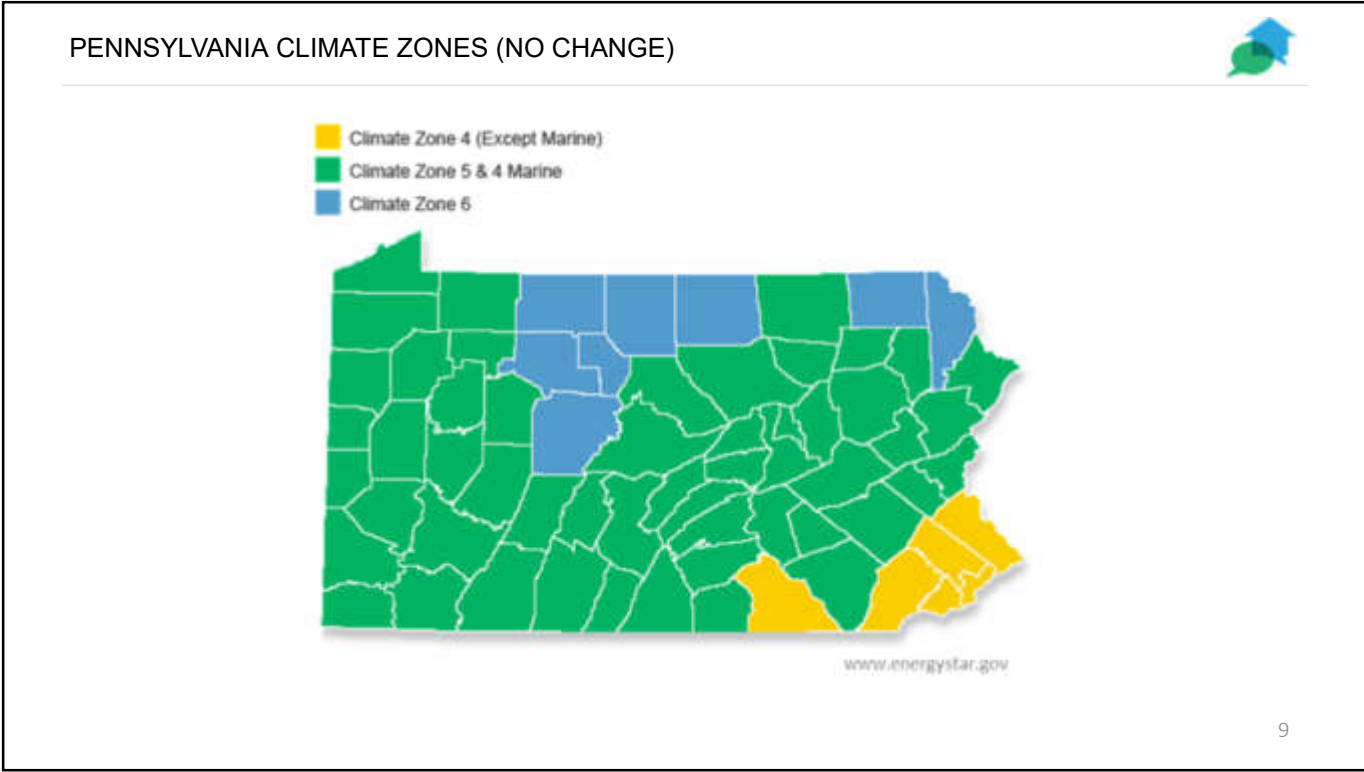 PENNSYLVANIA CLIMATE ZONES (NO CHANGE)
Climate Zone 4 (Except Marine)
Climate Zone 5 & 4 Marine
Climate Zone 6
www.energystar.gov
9